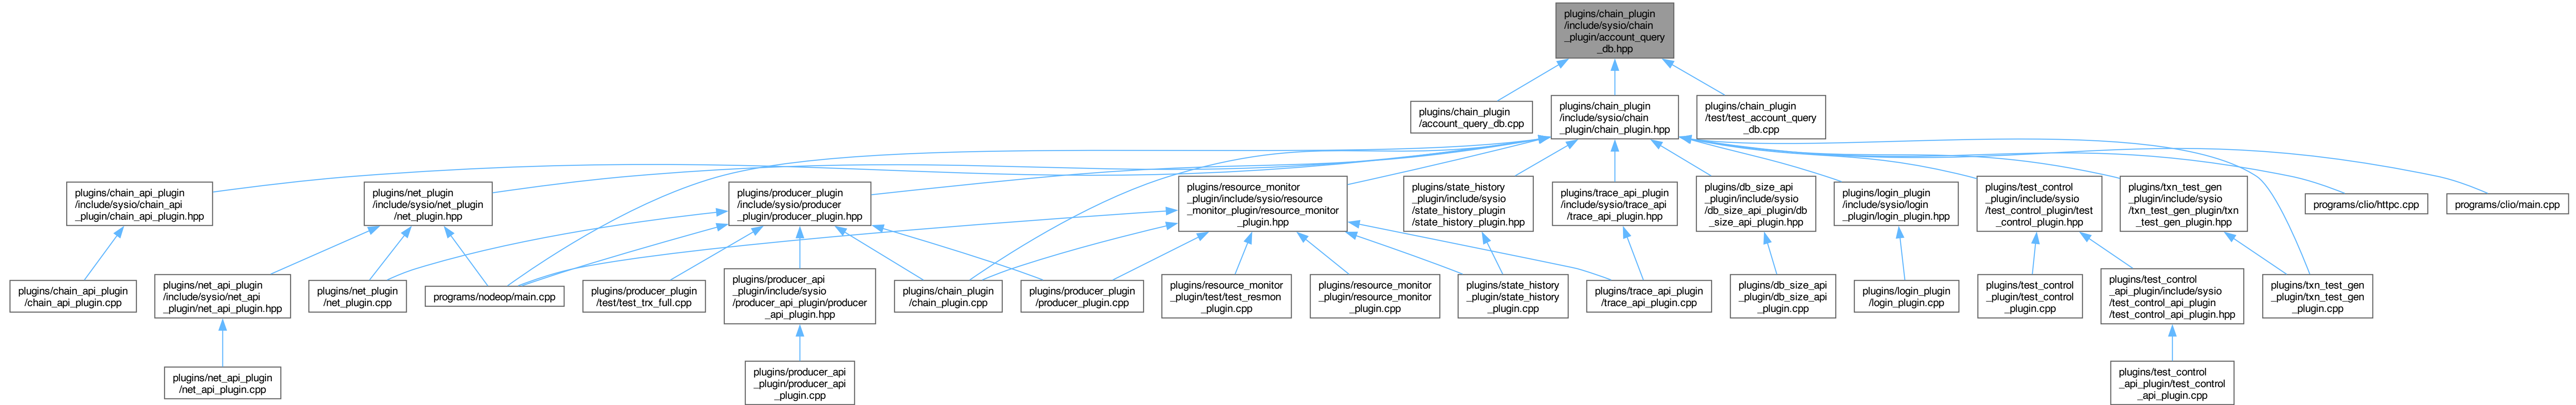 plugins/chain_plugin
/include/sysio/chain
_plugin/account_query
_db.hpp
plugins/chain_plugin
/account_query_db.cpp
plugins/chain_plugin
/include/sysio/chain
_plugin/chain_plugin.hpp
plugins/chain_plugin
/test/test_account_query
_db.cpp
plugins/chain_api_plugin
/include/sysio/chain_api
_plugin/chain_api_plugin.hpp
plugins/net_plugin
/include/sysio/net_plugin
/net_plugin.hpp
plugins/producer_plugin
/include/sysio/producer
_plugin/producer_plugin.hpp
plugins/resource_monitor
_plugin/include/sysio/resource
_monitor_plugin/resource_monitor
_plugin.hpp
plugins/state_history
_plugin/include/sysio
/state_history_plugin
/state_history_plugin.hpp
plugins/trace_api_plugin
/include/sysio/trace_api
/trace_api_plugin.hpp
plugins/db_size_api
_plugin/include/sysio
/db_size_api_plugin/db
_size_api_plugin.hpp
plugins/login_plugin
/include/sysio/login
_plugin/login_plugin.hpp
plugins/test_control
_plugin/include/sysio
/test_control_plugin/test
_control_plugin.hpp
plugins/txn_test_gen
_plugin/include/sysio
/txn_test_gen_plugin/txn
_test_gen_plugin.hpp
programs/clio/httpc.cpp
programs/clio/main.cpp
plugins/chain_api_plugin
/chain_api_plugin.cpp
plugins/net_api_plugin
/include/sysio/net_api
_plugin/net_api_plugin.hpp
plugins/net_plugin
/net_plugin.cpp
programs/nodeop/main.cpp
plugins/producer_plugin
/test/test_trx_full.cpp
plugins/producer_api
_plugin/include/sysio
/producer_api_plugin/producer
_api_plugin.hpp
plugins/chain_plugin
/chain_plugin.cpp
plugins/producer_plugin
/producer_plugin.cpp
plugins/resource_monitor
_plugin/test/test_resmon
_plugin.cpp
plugins/resource_monitor
_plugin/resource_monitor
_plugin.cpp
plugins/state_history
_plugin/state_history
_plugin.cpp
plugins/trace_api_plugin
/trace_api_plugin.cpp
plugins/db_size_api
_plugin/db_size_api
_plugin.cpp
plugins/login_plugin
/login_plugin.cpp
plugins/test_control
_plugin/test_control
_plugin.cpp
plugins/test_control
_api_plugin/include/sysio
/test_control_api_plugin
/test_control_api_plugin.hpp
plugins/txn_test_gen
_plugin/txn_test_gen
_plugin.cpp
plugins/net_api_plugin
/net_api_plugin.cpp
plugins/producer_api
_plugin/producer_api
_plugin.cpp
plugins/test_control
_api_plugin/test_control
_api_plugin.cpp